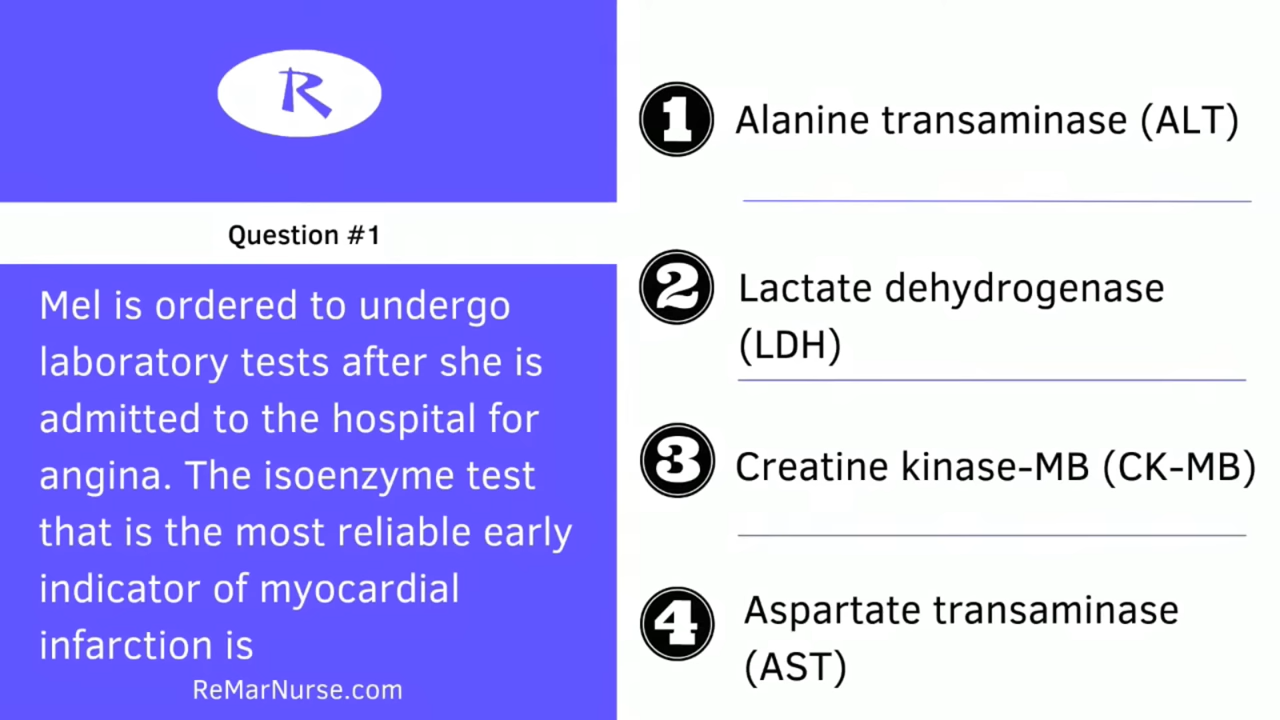 R
Question #1
Mel is ordered to undergo
laboratory tests after she is
admitted to the hospital for
angina. The isoenzyme test
that is the most reliable early
indicator of myocardial
infarction is
ReMarNurse.com
1 Alanine transaminase (ALT)
2 Lactate dehydrogenase
(LDH)
3 Creatine kinase-MB (CK-MB)
4 Aspartate transaminase
(AST)